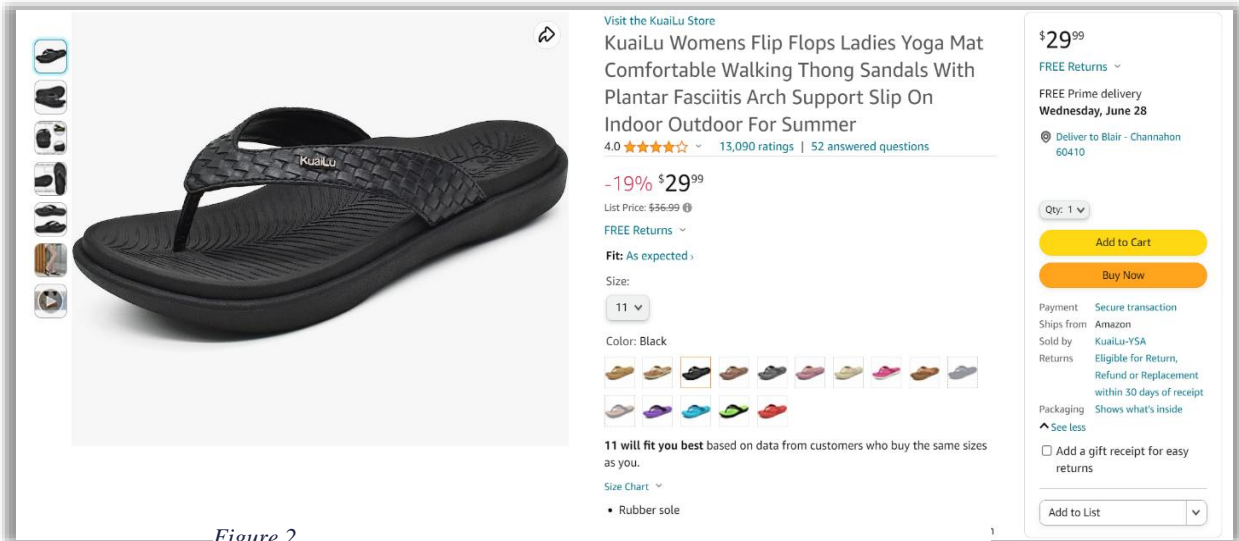 Visit the KuaiLu Store
KuaiLu Womens Flip Flops Ladies Yoga Mat
Comfortable Walking Thong Sandals With
Plantar Fasciitis Arch Support Slip On
Indoor Outdoor For Summer
4.0 13,090 ratings | 52 answered questions
-19% $29⁹⁹
List Price: $36.99
FREE Returns
Fit: As expected ›
Size:
11
Color: Black
11 will fit you best based on data from customers who buy the same sizes
as you.
Size Chart
• Rubber sole
KuaiLu
Figure 2
$29⁹⁹
FREE Returns
FREE Prime delivery
Wednesday, June 28
Deliver to Blair - Channahon
60410
Qty: 1
Add to Cart
Buy Now
Payment Secure transaction
Ships from Amazon
Sold by KuaiLu-YSA
Returns Eligible for Return,
Refund or Replacement
within 30 days of receipt
Packaging Shows what's inside
See less
Add a gift receipt for easy
returns
Add to List